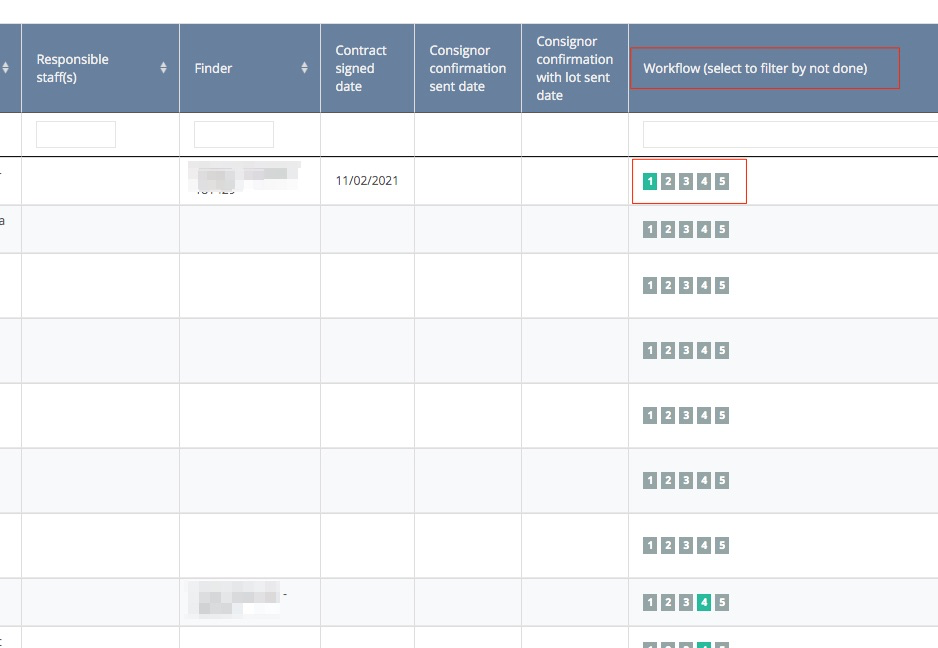 Responsible staff(s)
Finder
Contract signed date
Consignor confirmation sent date
Consignor confirmation with lot sent date
Workflow (select to filter by not done)
11/02/2021
1 2 3 4 5
a
1 2 3 4 5
1 2 3 4 5
1 2 3 4 5
1 2 3 4 5
1 2 3 4 5
1 2 3 4 5
-
1 2 3 4 5